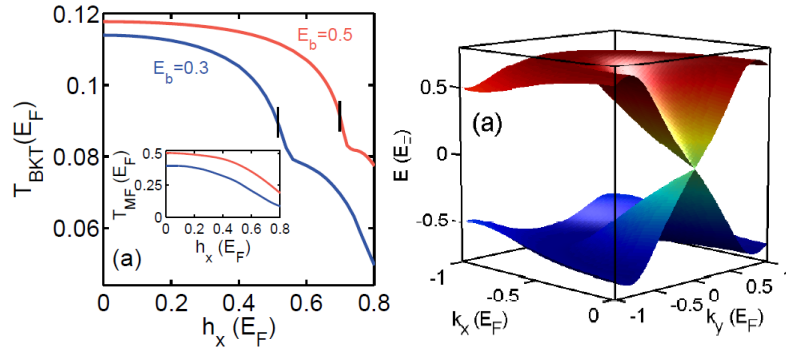 0.12
0.1
0.08
0.06
T_BKT(E_F)
E_b=0.5
E_b=0.3
0.5
0.25
0
T_MF (E_F)
0 0.2 0.4 0.6 0.8
h_x (E_F)
(a)
0 0.2 0.4 0.6 0.8
h_x (E_F)
(a)
0.5
0
-0.5
E (E_F)
-1
-0.5
0
k_x (E_F)
-1
-0.5
0
0.5
1
k_y (E_F)